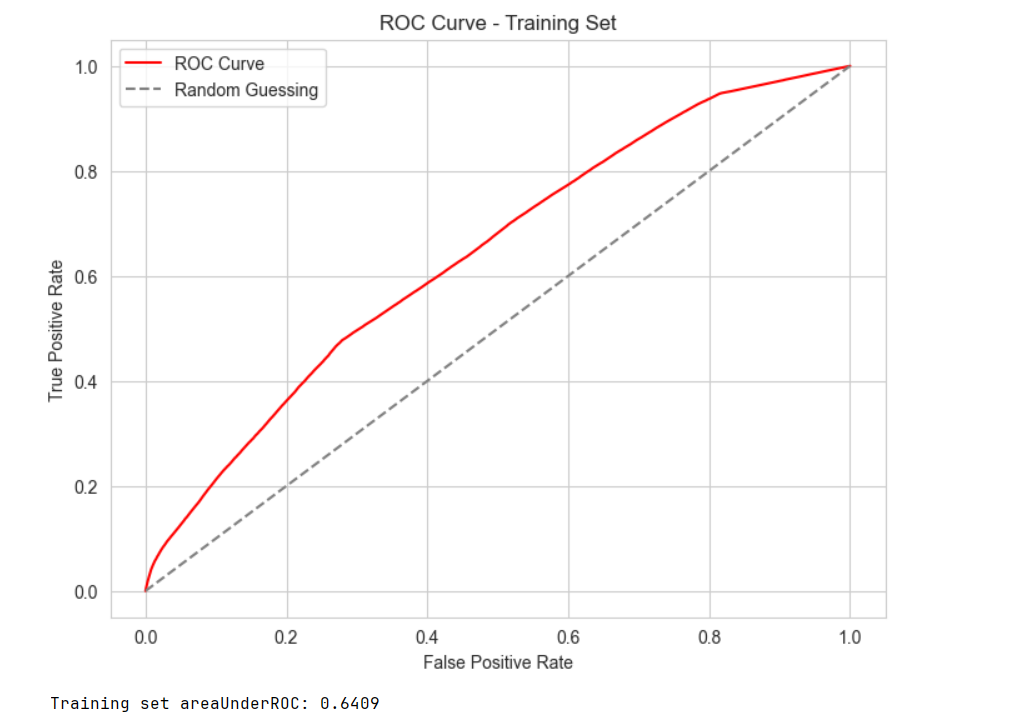 ROC Curve - Training Set
ROC Curve
Random Guessing
1.0
0.8
0.6
0.4
0.2
0.0
True Positive Rate
0.0 0.2 0.4 0.6 0.8 1.0
False Positive Rate
Training set areaUnderROC: 0.6409